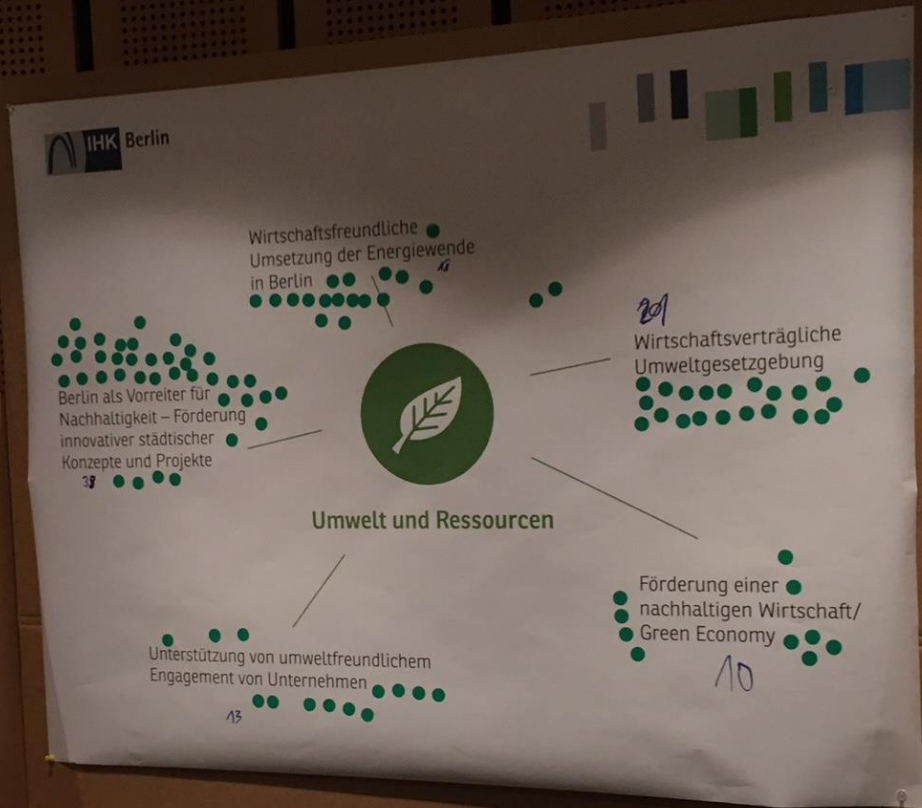 IHK Berlin
Wirtschaftsfreundliche
Umsetzung der Energiewende
in Berlin
Wirtschaftsverträgliche
Umweltgesetzgebung
Berlin als Vorreiter für
Nachhaltigkeit – Förderung
innovativer städtischer
Konzepte und Projekte
Umwelt und Ressourcen
Förderung einer
nachhaltigen Wirtschaft/
Green Economy
10
Unterstützung von umweltfreundlichem
Engagement von Unternehmen
13